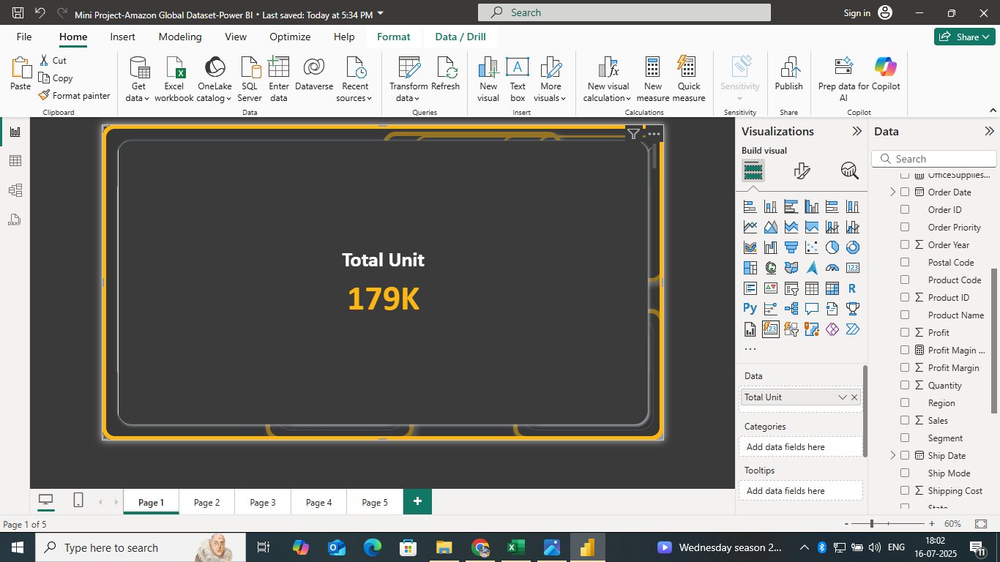 Mini Project-Amazon Global Dataset-Power BI • Last saved: Today at 5:34 PM
Search
Sign in
File Home Insert Modeling View Optimize Help Format Data / Drill
Share
Paste
Cut
Copy
Format painter
Get data
Excel workbook
OneLake catalog
SQL Server
Enter data
Dataverse
Recent sources
Transform data
Refresh
New visual
Text box
More visuals
New visual calculation
New measure
Quick measure
Sensitivity
Publish
Prep data for AI
Copilot
Clipboard
Data
Queries
Insert
Calculations
Sensitivity
Share
Copilot
Total Unit
179K
Visualizations
Build visual
Data
Total Unit
Categories
Add data fields here
Tooltips
Add data fields here
Data
Search
OfficeSupplies...
Order Date
Order ID
Order Priority
Order Year
Postal Code
Product Code
Product ID
Product Name
Profit
Profit Magin ...
Profit Margin
Quantity
Region
Sales
Segment
Ship Date
Ship Mode
Shipping Cost
State
Page 1 Page 2 Page 3 Page 4 Page 5
Page 1 of 5
60%
Type here to search
Wednesday season 2...
ENG
18:02
16-07-2025
11